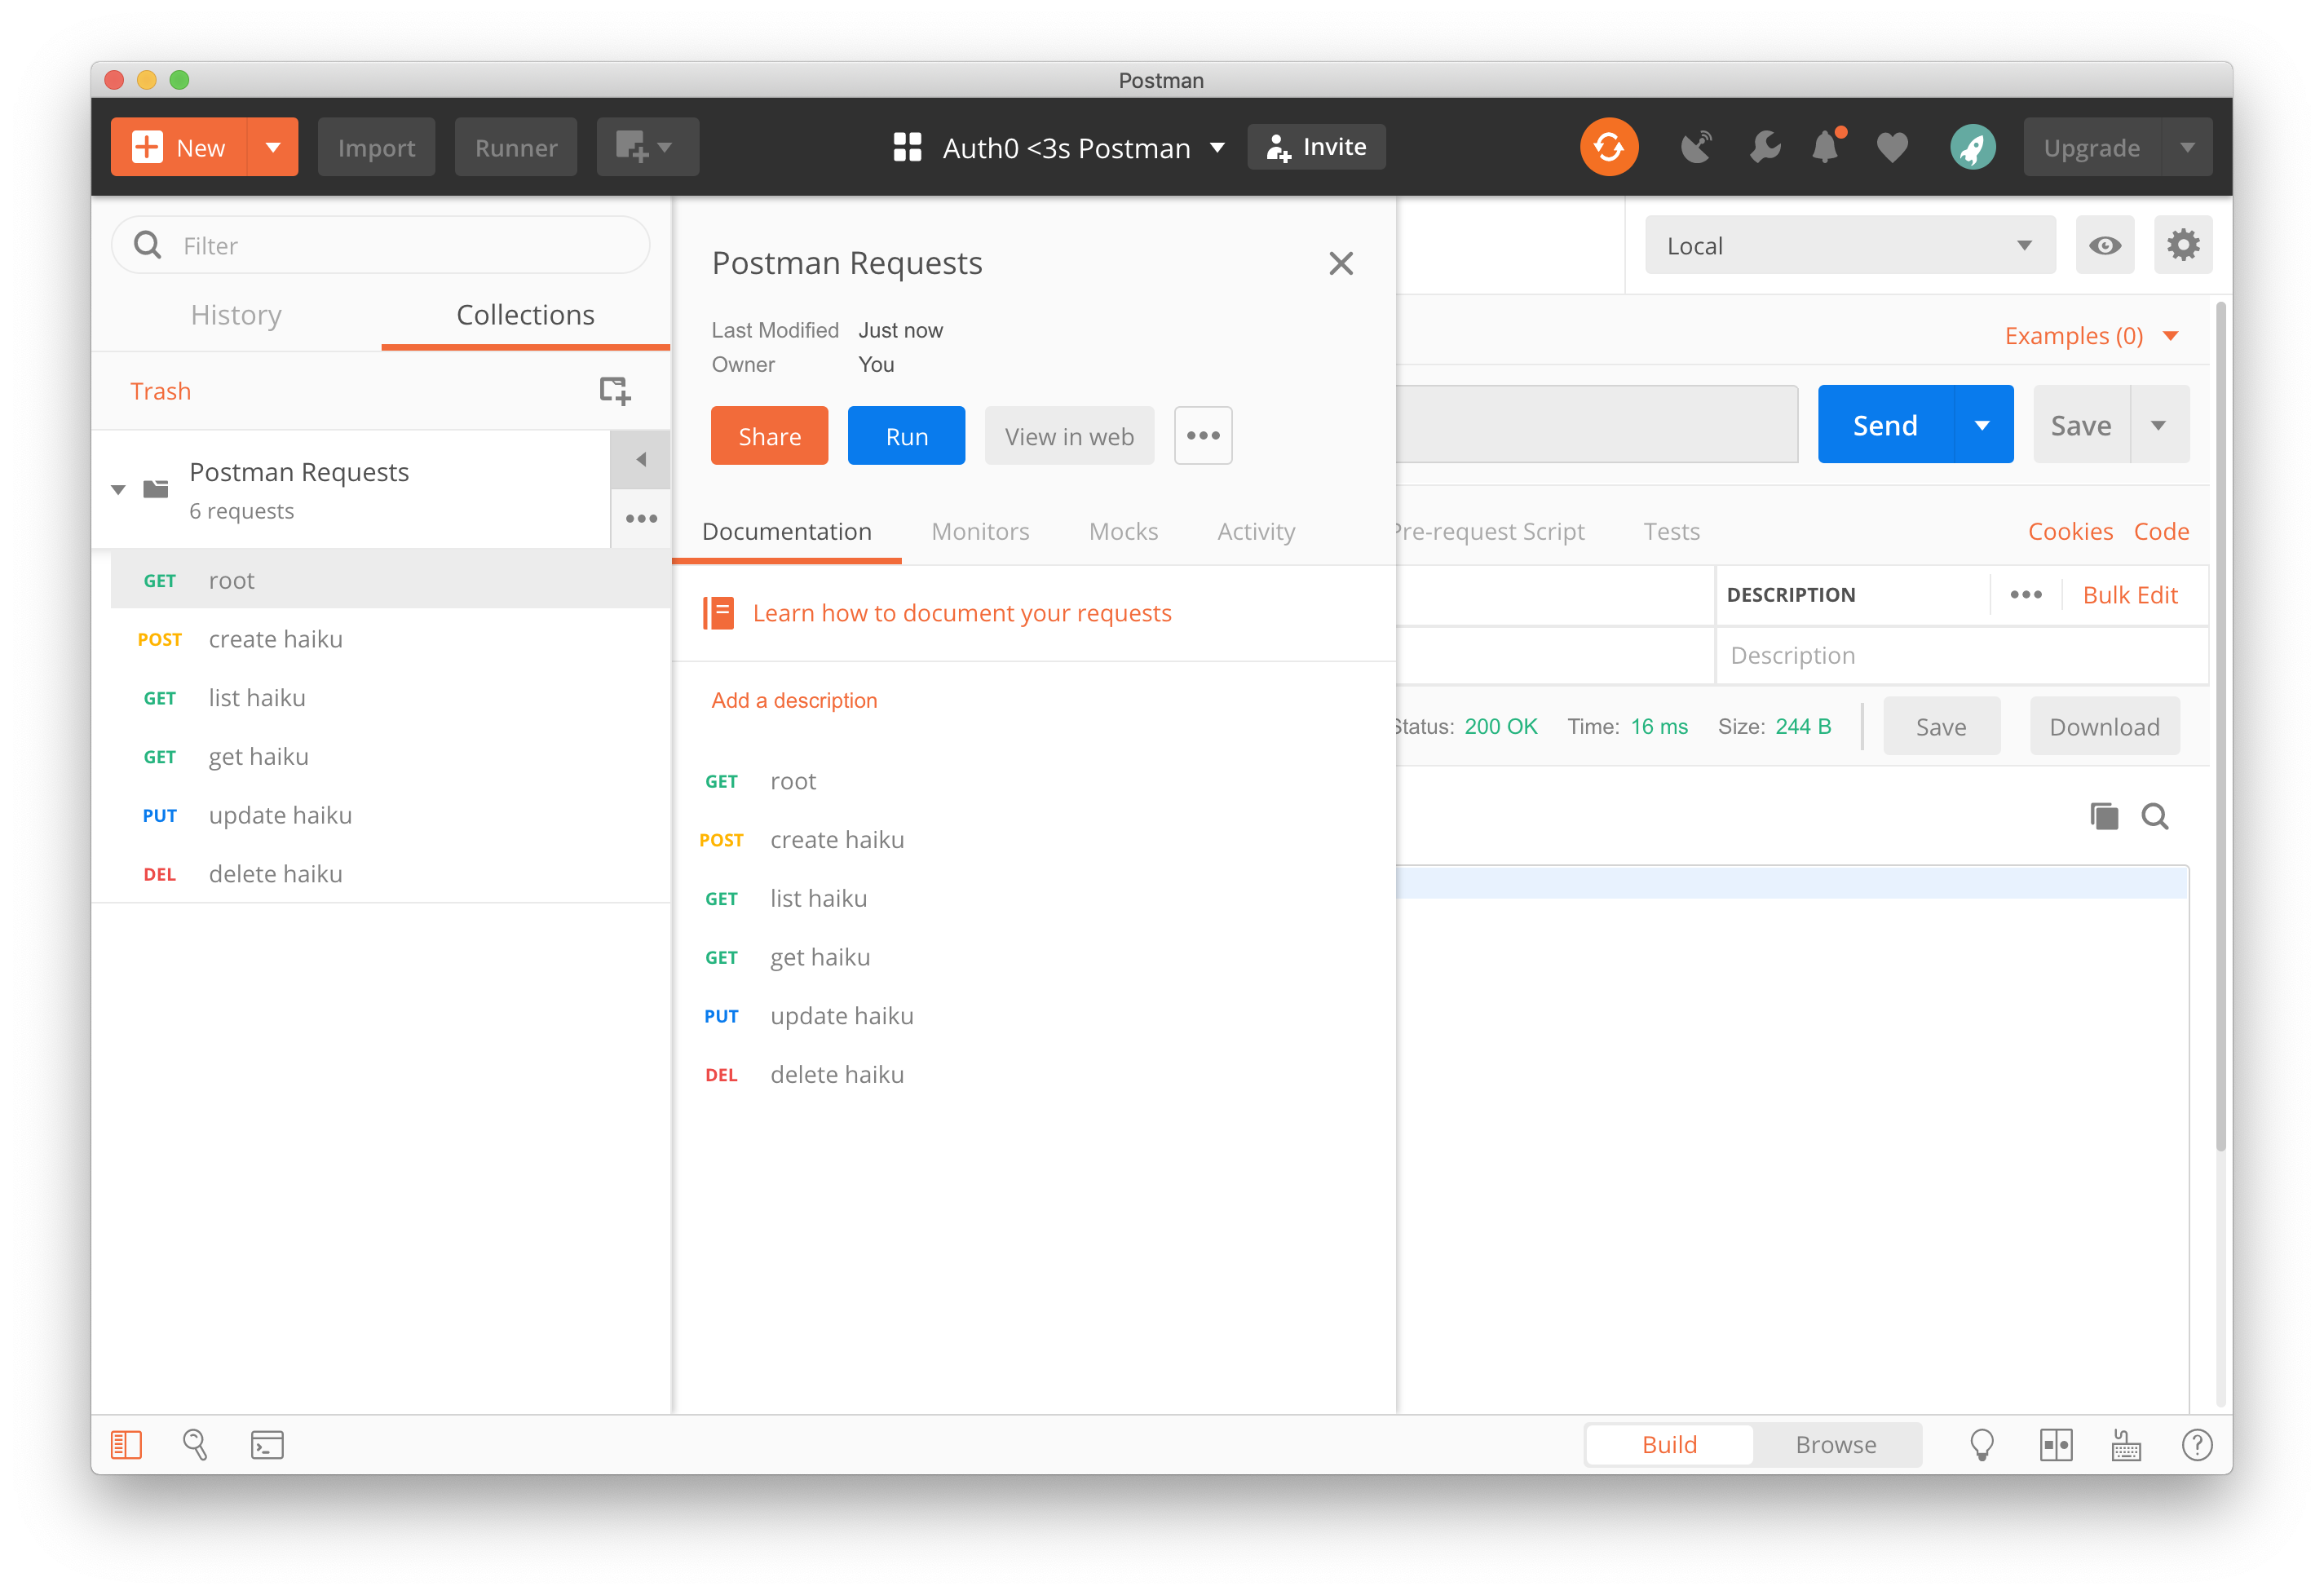 Postman
New
Import
Runner
Auth0 <3s Postman
Invite
Upgrade
Filter
History
Collections
Trash
Postman Requests
6 requests
GET root
POST create haiku
GET list haiku
GET get haiku
PUT update haiku
DEL delete haiku
Postman Requests
Last Modified Just now
Owner You
Share
Run
View in web
Documentation
Monitors
Mocks
Activity
Learn how to document your requests
Add a description
GET root
POST create haiku
GET list haiku
GET get haiku
PUT update haiku
DEL delete haiku
Local
Examples (0)
Send
Save
Pre-request Script
Tests
Cookies
Code
DESCRIPTION
Bulk Edit
Description
Status: 200 OK
Time: 16 ms
Size: 244 B
Save
Download
Build
Browse